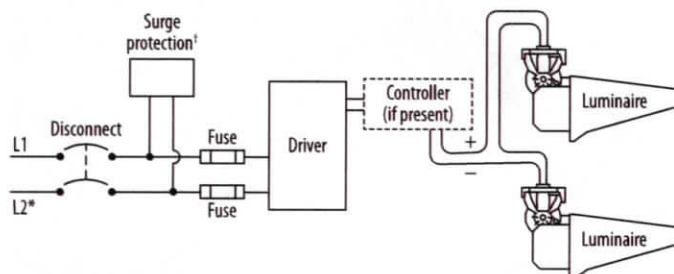 Surge
protection†
Disconnect
L1
L2*
Fuse
Fuse
Driver
Controller
(if present)
+
−
Luminaire
Luminaire